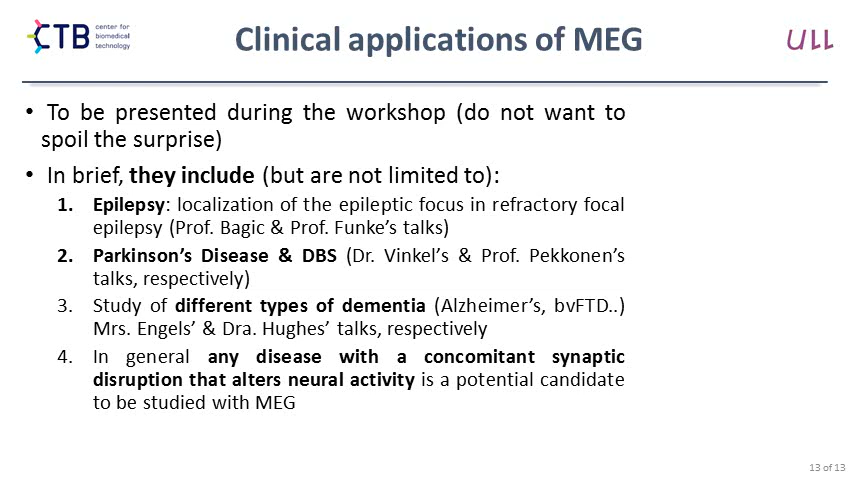 CTB
center for
biomedical
technology
Clinical applications of MEG
ULL
• To be presented during the workshop (do not want to
spoil the surprise)
• In brief, they include (but are not limited to):
1. Epilepsy: localization of the epileptic focus in refractory focal
epilepsy (Prof. Bagic & Prof. Funke's talks)
2. Parkinson's Disease & DBS (Dr. Vinkel's & Prof. Pekkonen's
talks, respectively)
3. Study of different types of dementia (Alzheimer's, bvFTD..)
Mrs. Engels' & Dra. Hughes' talks, respectively
4. In general any disease with a concomitant synaptic
disruption that alters neural activity is a potential candidate
to be studied with MEG
13 of 13